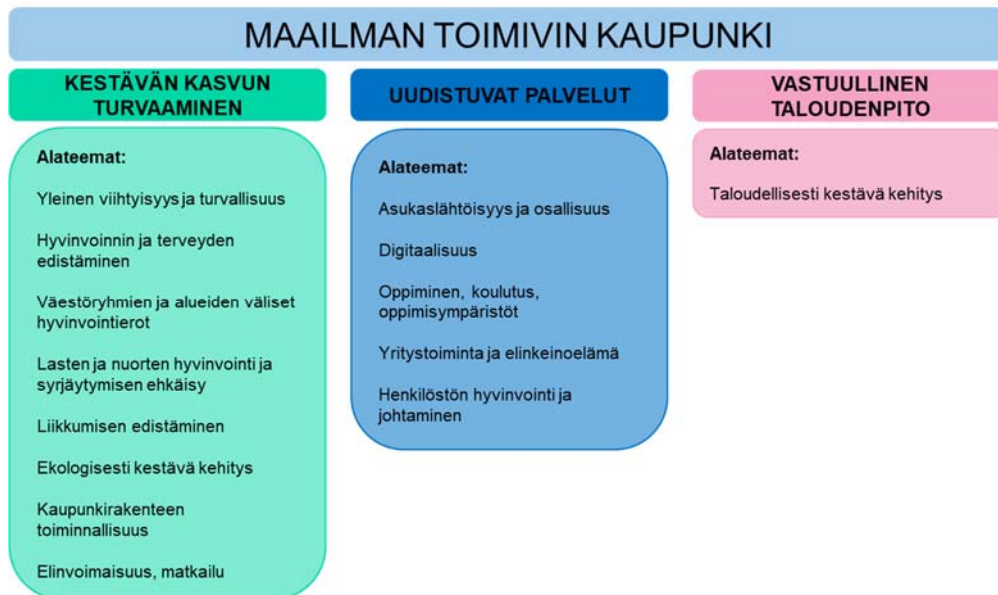 MAAILMAN TOIMIVIN KAUPUNKI
KESTÄVÄN KASVUN
TURVAAMINEN
Alateemat:
Yleinen viihtyisyys ja turvallisuus
Hyvinvoinnin ja terveyden
edistäminen
Väestöryhmien ja alueiden väliset
hyvinvointierot
Lasten ja nuorten hyvinvointi ja
syrjäytymisen ehkäisy
Liikkumisen edistäminen
Ekologisesti kestävä kehitys
Kaupunkirakenteen
toiminnallisuus
Elinvoimaisuus, matkailu
UUDISTUVAT PALVELUT
Alateemat:
Asukaslähtöisyys ja osallisuus
Digitaalisuus
Oppiminen, koulutus,
oppimisympäristöt
Yritystoiminta ja elinkeinoelämä
Henkilöstön hyvinvointi ja
johtaminen
VASTUULLINEN
TALOUDENPITO
Alateemat:
Taloudellisesti kestävä kehitys